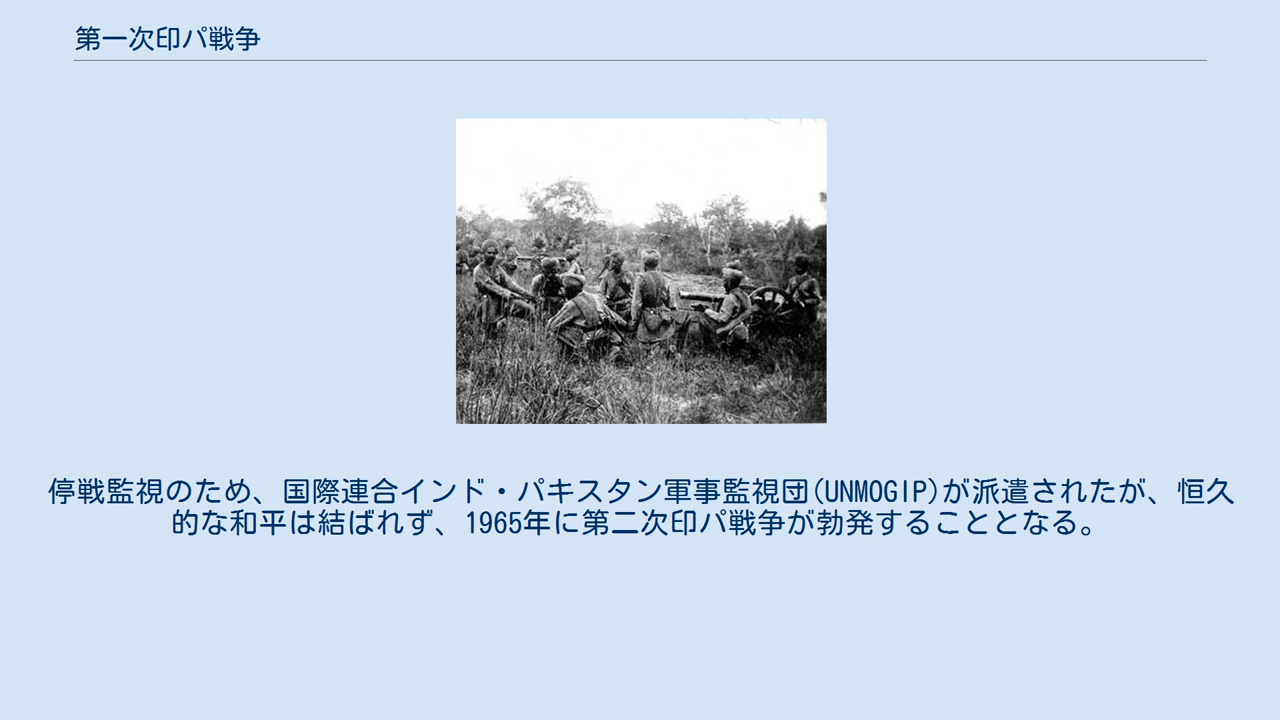 第一次印パ戦争
停戦監視のため、国際連合インド・パキスタン軍事監視団(UNMOGIP)が派遣されたが、恒久
的な和平は結ばれず、1965年に第二次印パ戦争が勃発することとなる。